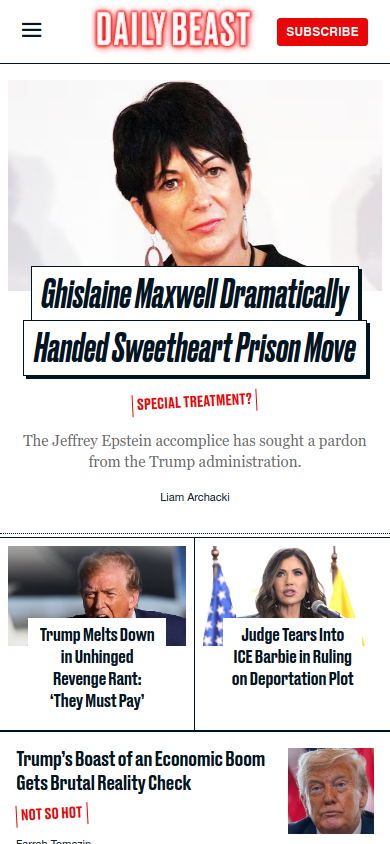 DAILY BEAST
SUBSCRIBE
Ghislaine Maxwell Dramatically
Handed Sweetheart Prison Move
SPECIAL TREATMENT?
The Jeffrey Epstein accomplice has sought a pardon
from the Trump administration.
Liam Archacki
Trump Melts Down
in Unhinged
Revenge Rant:
‘They Must Pay’
Judge Tears Into
ICE Barbie in Ruling
on Deportation Plot
Trump’s Boast of an Economic Boom
Gets Brutal Reality Check
NOT SO HOT
Farrah Tomazin